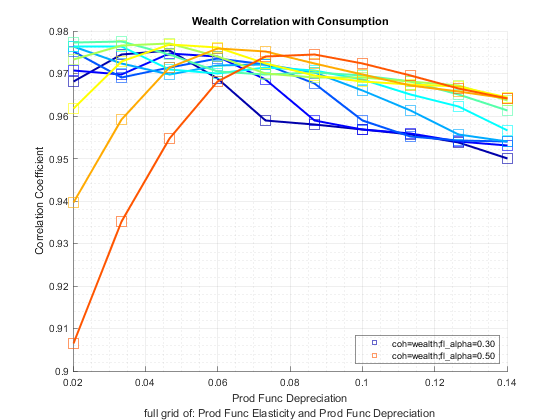 Wealth Correlation with Consumption
Correlation Coefficient
0.98
0.97
0.96
0.95
0.94
0.93
0.92
0.91
0.9
0.02
0.04
0.06
0.08
0.1
0.12
0.14
coh=wealth;fl_alpha=0.30
coh=wealth;fl_alpha=0.50
Prod Func Depreciation
full grid of: Prod Func Elasticity and Prod Func Depreciation